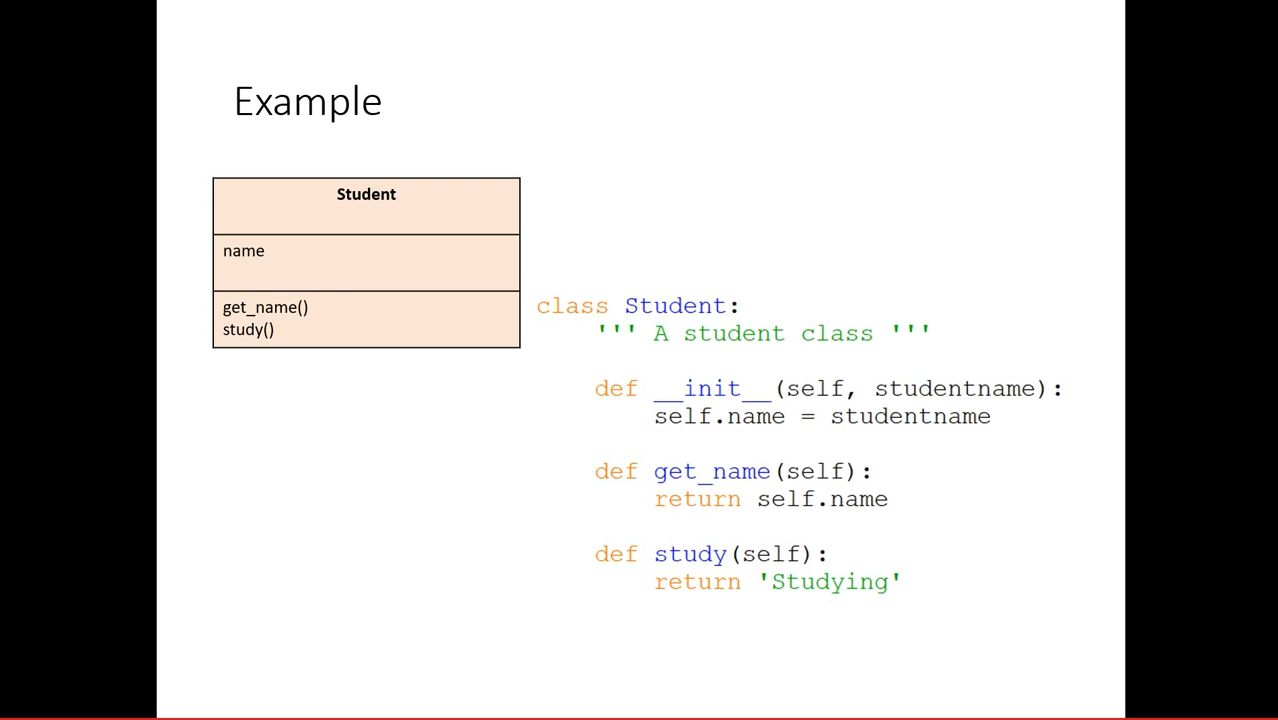 Example
Student
name
get_name()
study()
class Student:
    ''' A student class '''
    def __init__(self, studentname):
        self.name = studentname
    def get_name(self):
        return self.name
    def study(self):
        return 'Studying'